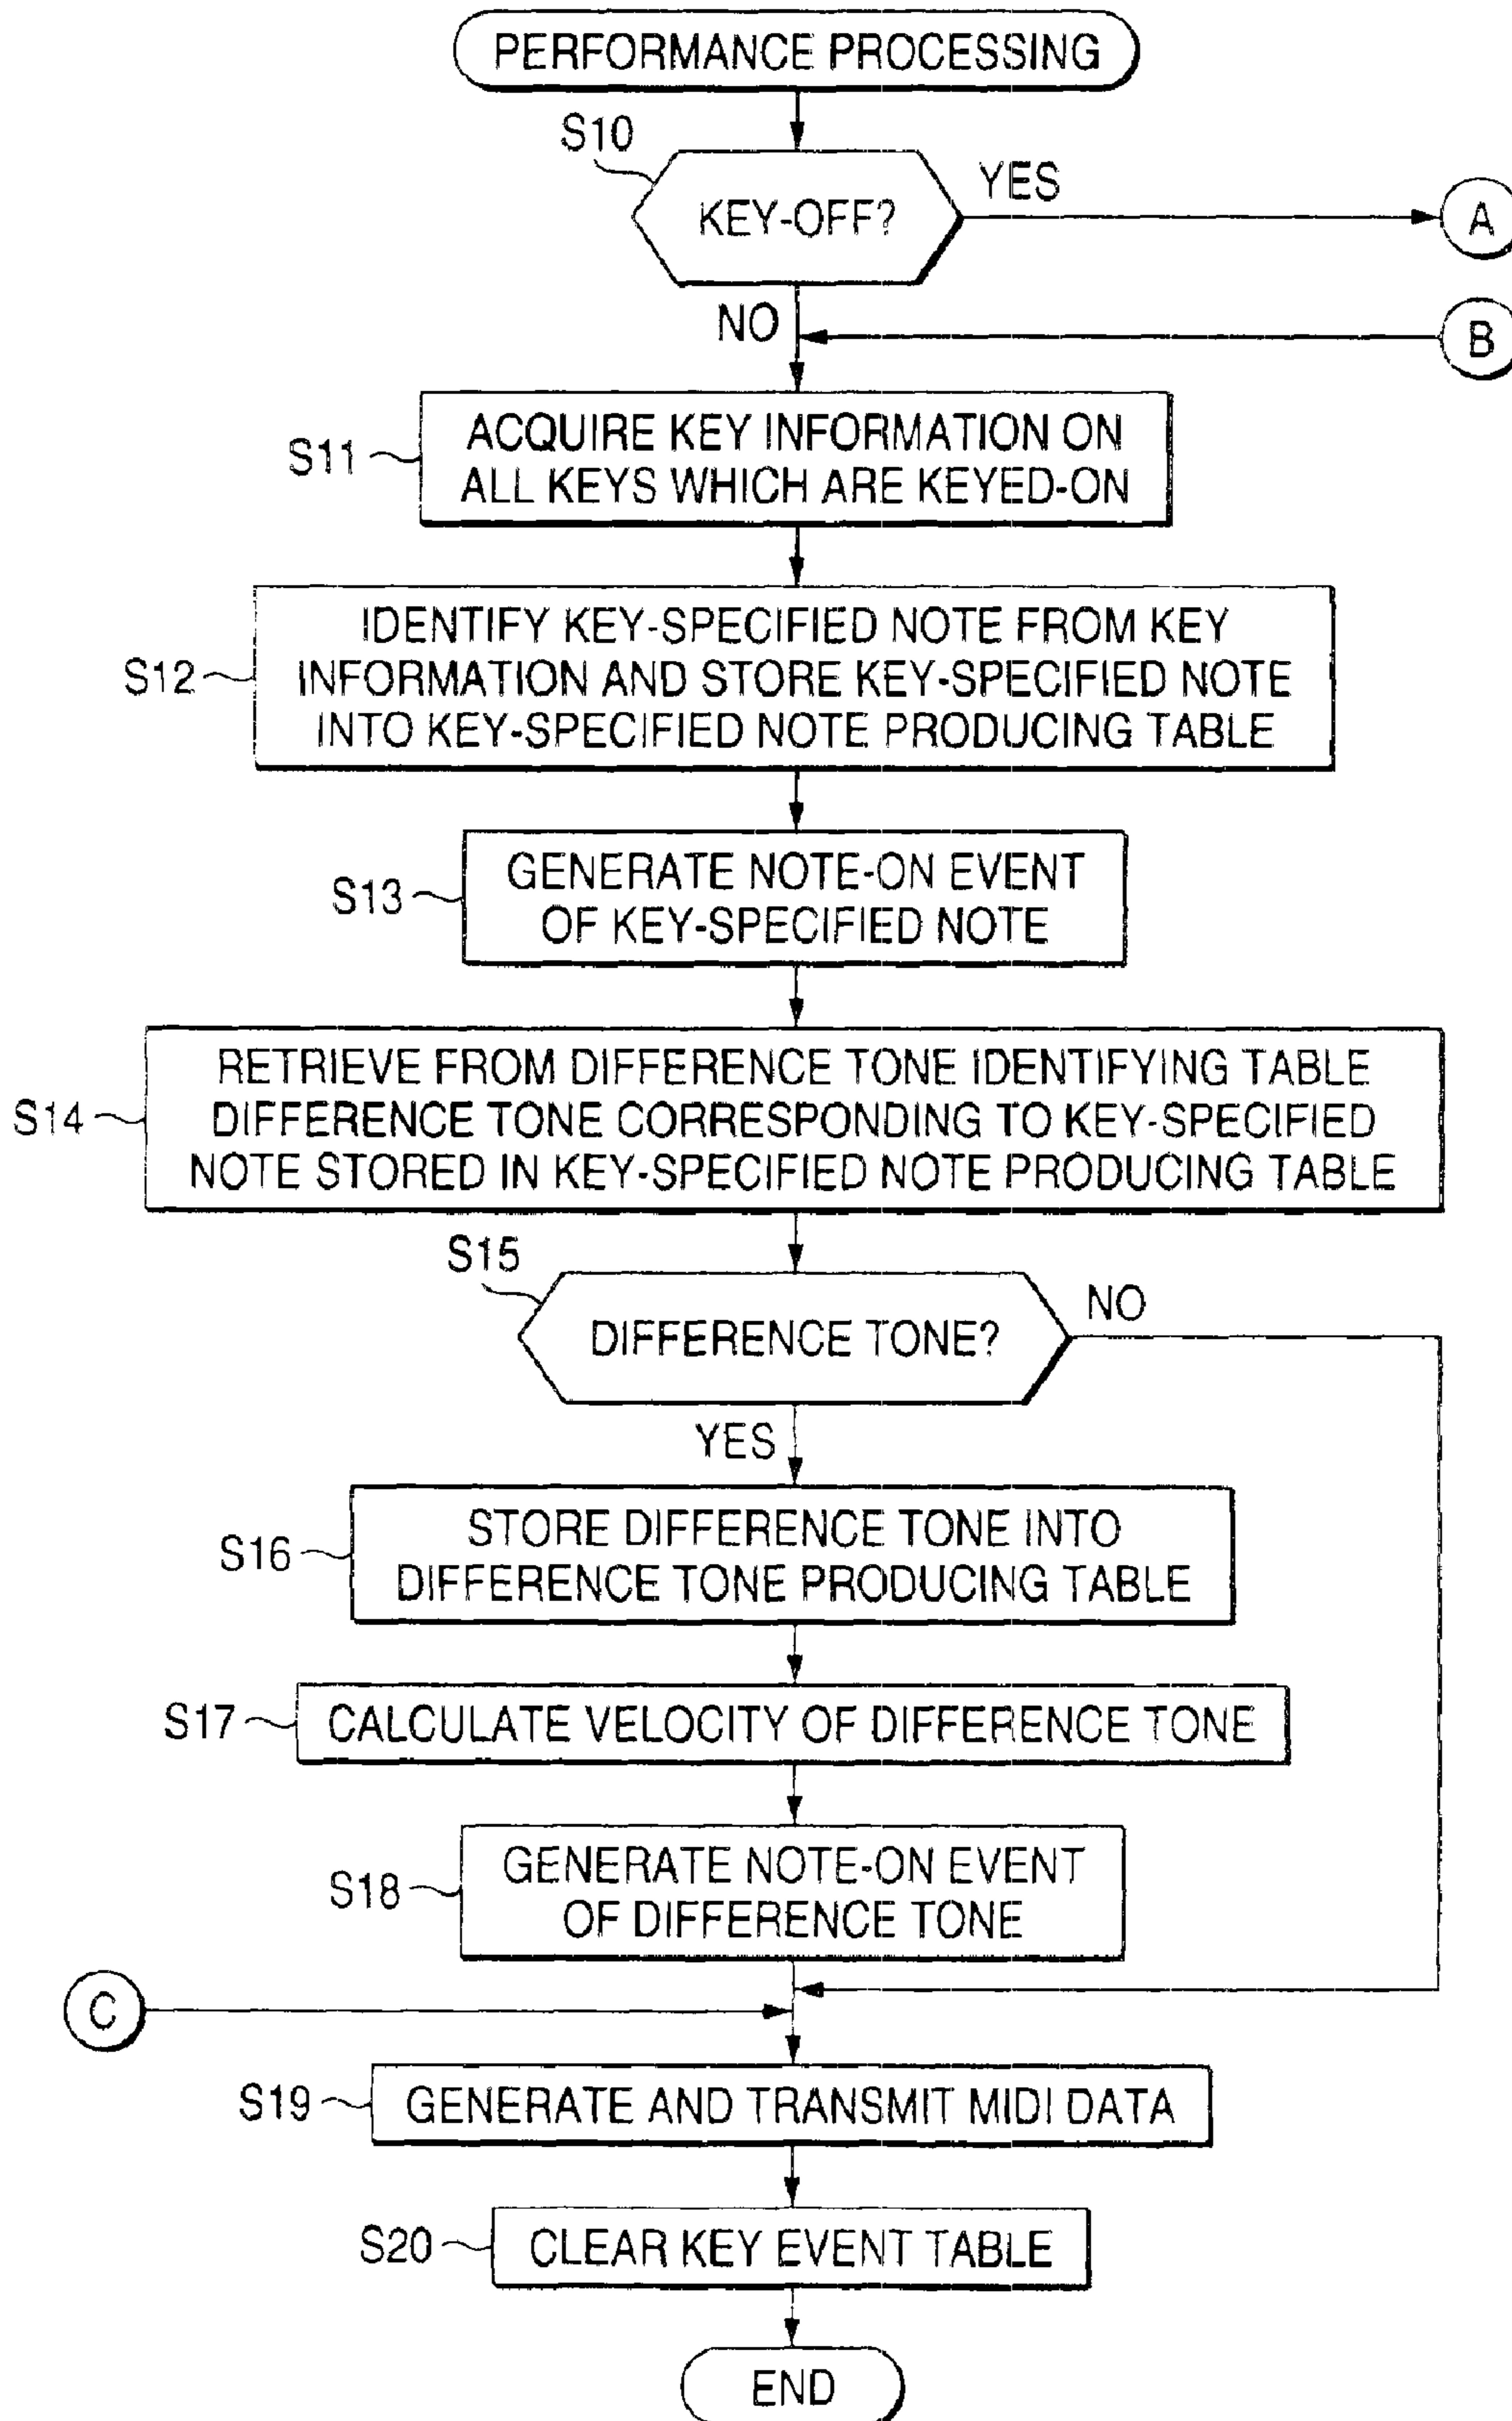 PERFORMANCE PROCESSING
S10
KEY-OFF?
YES
A
NO
B
S11
ACQUIRE KEY INFORMATION ON
ALL KEYS WHICH ARE KEYED-ON
S12
IDENTIFY KEY-SPECIFIED NOTE FROM KEY
INFORMATION AND STORE KEY-SPECIFIED NOTE
INTO KEY-SPECIFIED NOTE PRODUCING TABLE
S13
GENERATE NOTE-ON EVENT
OF KEY-SPECIFIED NOTE
S14
RETRIEVE FROM DIFFERENCE TONE IDENTIFYING TABLE
DIFFERENCE TONE CORRESPONDING TO KEY-SPECIFIED
NOTE STORED IN KEY-SPECIFIED NOTE PRODUCING TABLE
S15
DIFFERENCE TONE?
NO
YES
S16
STORE DIFFERENCE TONE INTO
DIFFERENCE TONE PRODUCING TABLE
S17
CALCULATE VELOCITY OF DIFFERENCE TONE
S18
GENERATE NOTE-ON EVENT
OF DIFFERENCE TONE
C
S19
GENERATE AND TRANSMIT MIDI DATA
S20
CLEAR KEY EVENT TABLE
END